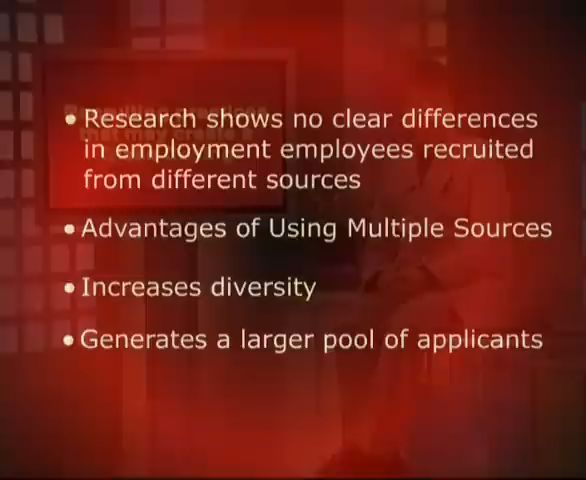 • Research shows no clear differences
in employment employees recruited
from different sources
• Advantages of Using Multiple Sources
• Increases diversity
• Generates a larger pool of applicants